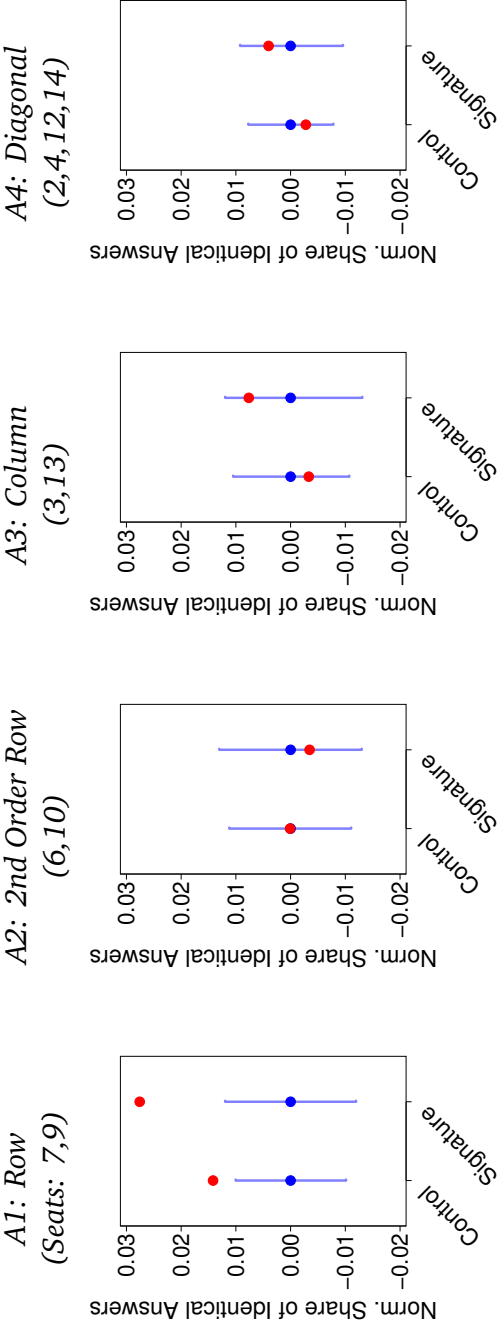 A1: Row
(Seats: 7,9)
Norm. Share of Identical Answers
0.03
0.02
0.01
0.00
−0.01
−0.02
Control
Signature
A2: 2nd Order Row
(6,10)
Norm. Share of Identical Answers
0.03
0.02
0.01
0.00
−0.01
−0.02
Control
Signature
A3: Column
(3,13)
Norm. Share of Identical Answers
0.03
0.02
0.01
0.00
−0.01
−0.02
Control
Signature
A4: Diagonal
(2,4,12,14)
Norm. Share of Identical Answers
0.03
0.02
0.01
0.00
−0.01
−0.02
Control
Signature